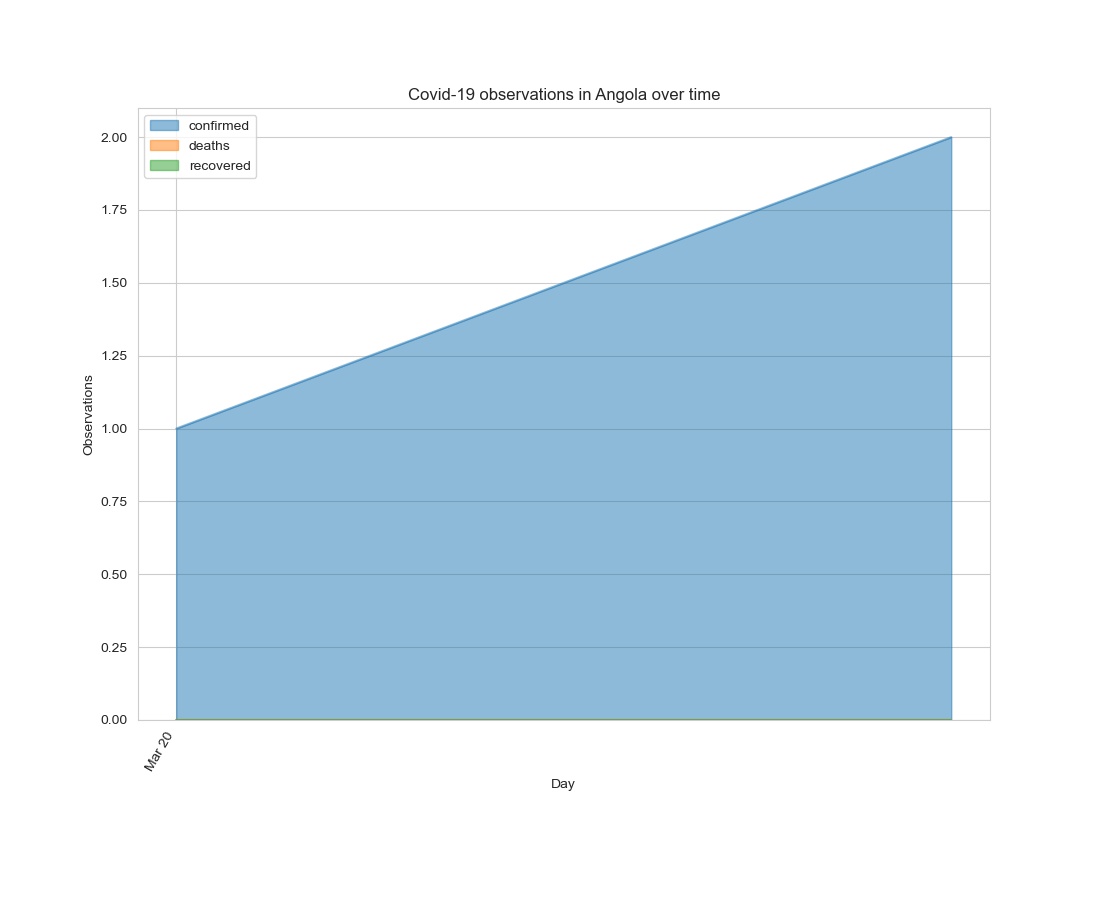 Covid-19 observations in Angola over time
confirmed
deaths
recovered
2.00
1.75
1.50
1.25
1.00
0.75
0.50
0.25
0.00
Observations
Mar 20
Day